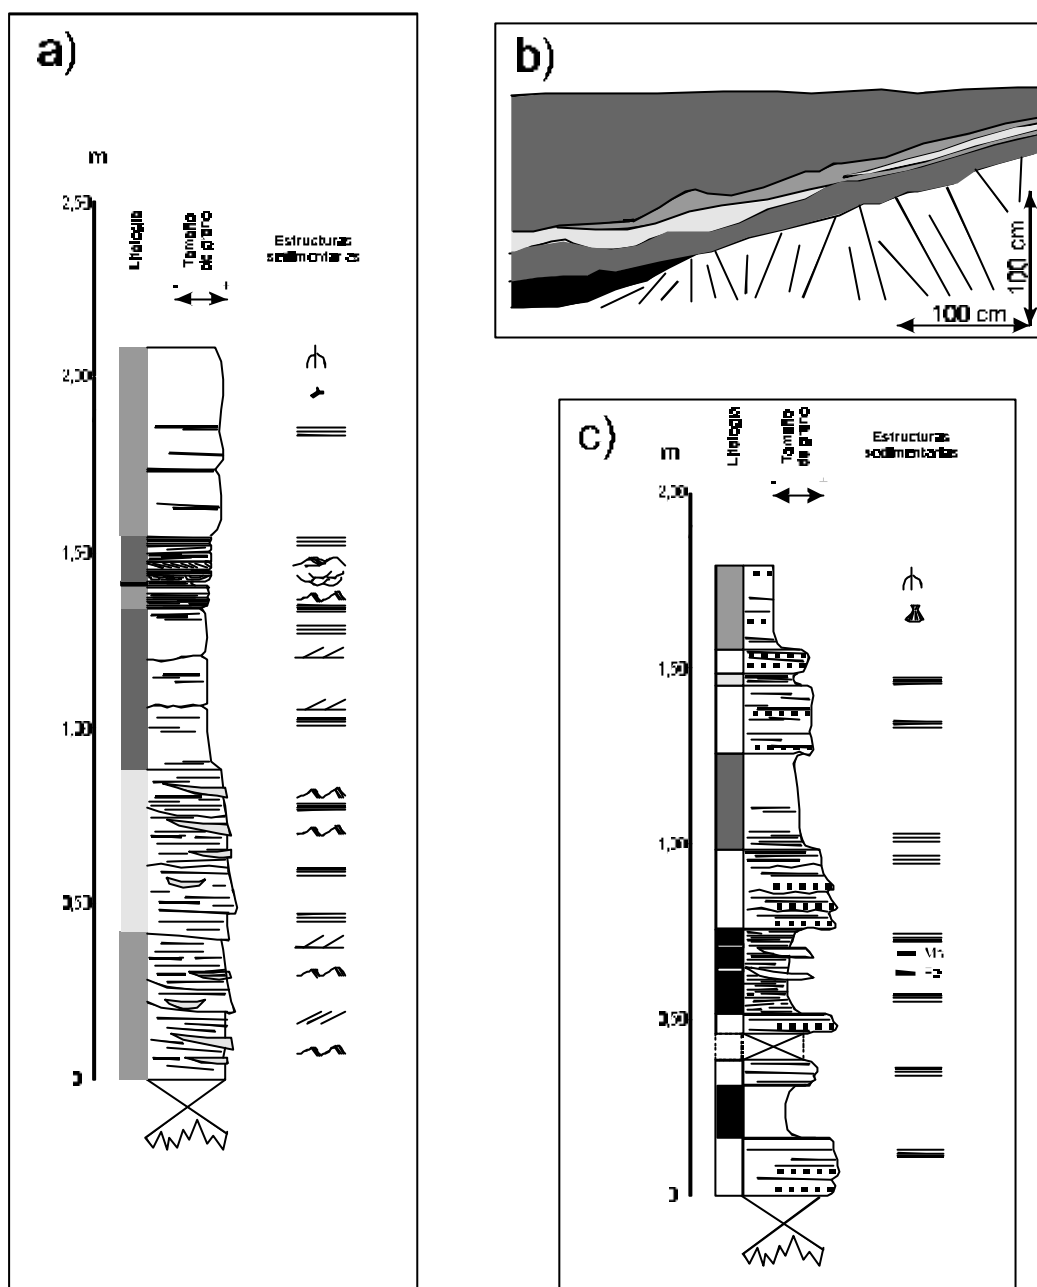 a)
m
2,50
Litología
Tamaño
de grano
Estructuras
sedimentarias
- +
2,00
1,50
1,00
0,50
0
b)
100 cm
100 cm
c)
m
Litología
Tamaño
de grano
Estructuras
sedimentarias
- +
2,00
1,50
1,00
Mn
0,50
0